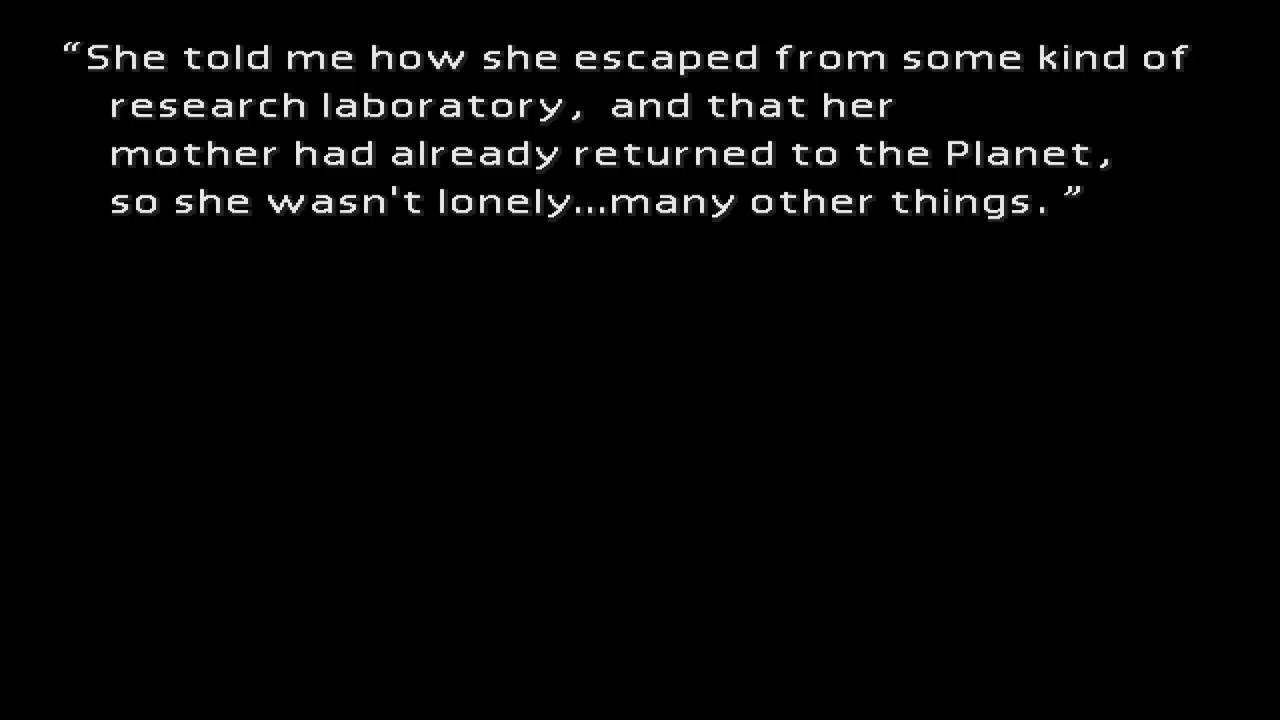 “She told me how she escaped from some kind of
research laboratory, and that her
mother had already returned to the Planet,
so she wasn't lonely...many other things.”